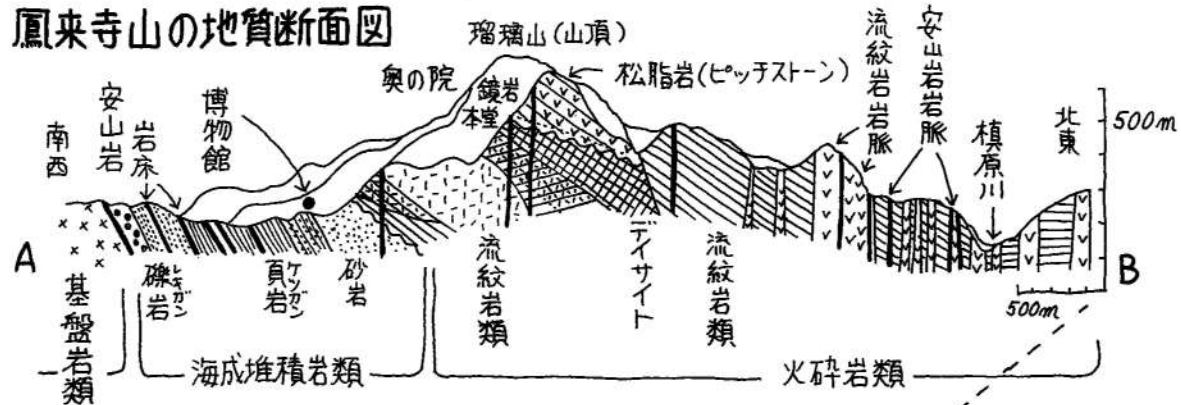 鳳来寺山の地質断面図
瑠璃山(山頂)
奥の院
鏡岩
本堂
松脂岩(ピッチストーン)
流紋岩岩脈
安山岩岩脈
槙原川
北東
500m
南西
安山岩
岩床
博物館
A
B
500m
基盤岩類
礫岩
レキガン
頁岩
ケツガン
砂岩
流紋岩類
デイサイト
流紋岩類
海成堆積岩類
火砕岩類